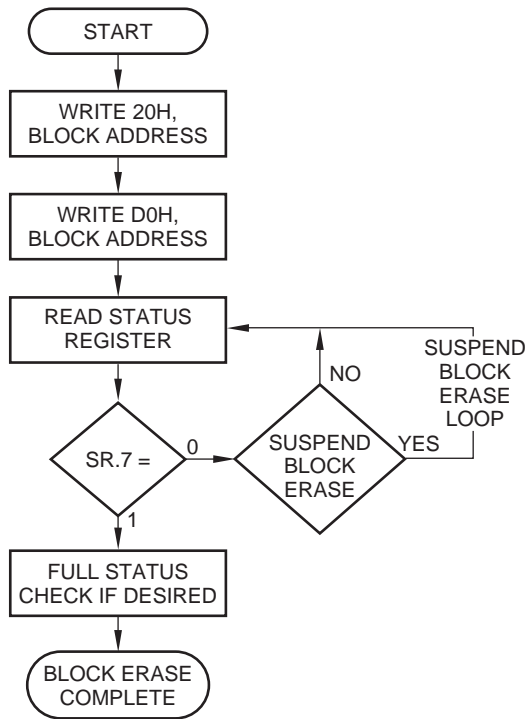 START
WRITE 20H,
BLOCK ADDRESS
WRITE D0H,
BLOCK ADDRESS
READ STATUS
REGISTER
SR.7 =
0
1
SUSPEND
BLOCK
ERASE
NO
YES
SUSPEND
BLOCK
ERASE
LOOP
FULL STATUS
CHECK IF DESIRED
BLOCK ERASE
COMPLETE